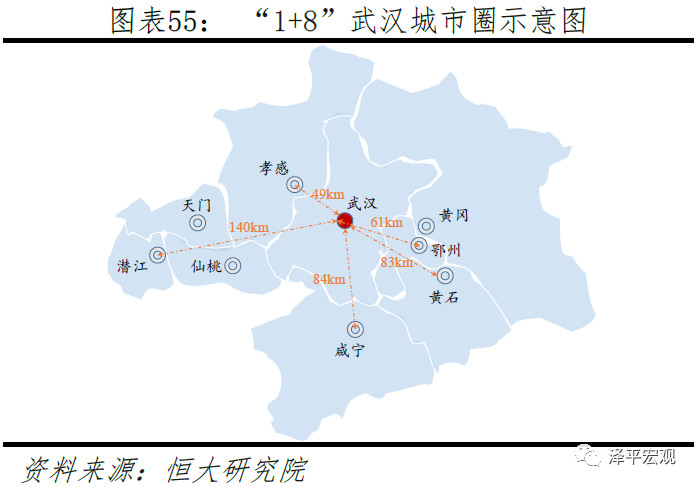 图表55： “1+8”武汉城市圈示意图
孝感
49km
武汉
天门
140km
61km
黄冈
鄂州
潜江
仙桃
83km
84km
黄石
咸宁
泽平宏观
资料来源：恒大研究院